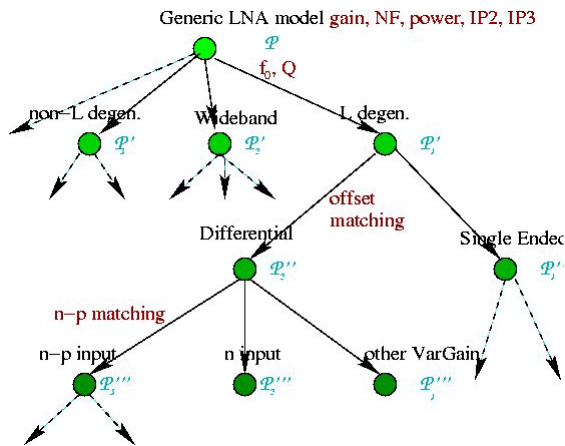 Generic LNA model gain, NF, power, IP2, IP3
𝒫
f₀, Q
non-L degen. Wideband L degen.
𝒫₃' 𝒫₂' 𝒫₁'
offset
matching
Differential Single Ended
𝒫₂'' 𝒫₁''
n-p matching
n-p input n input other VarGain
𝒫₃''' 𝒫₂''' 𝒫₁'''